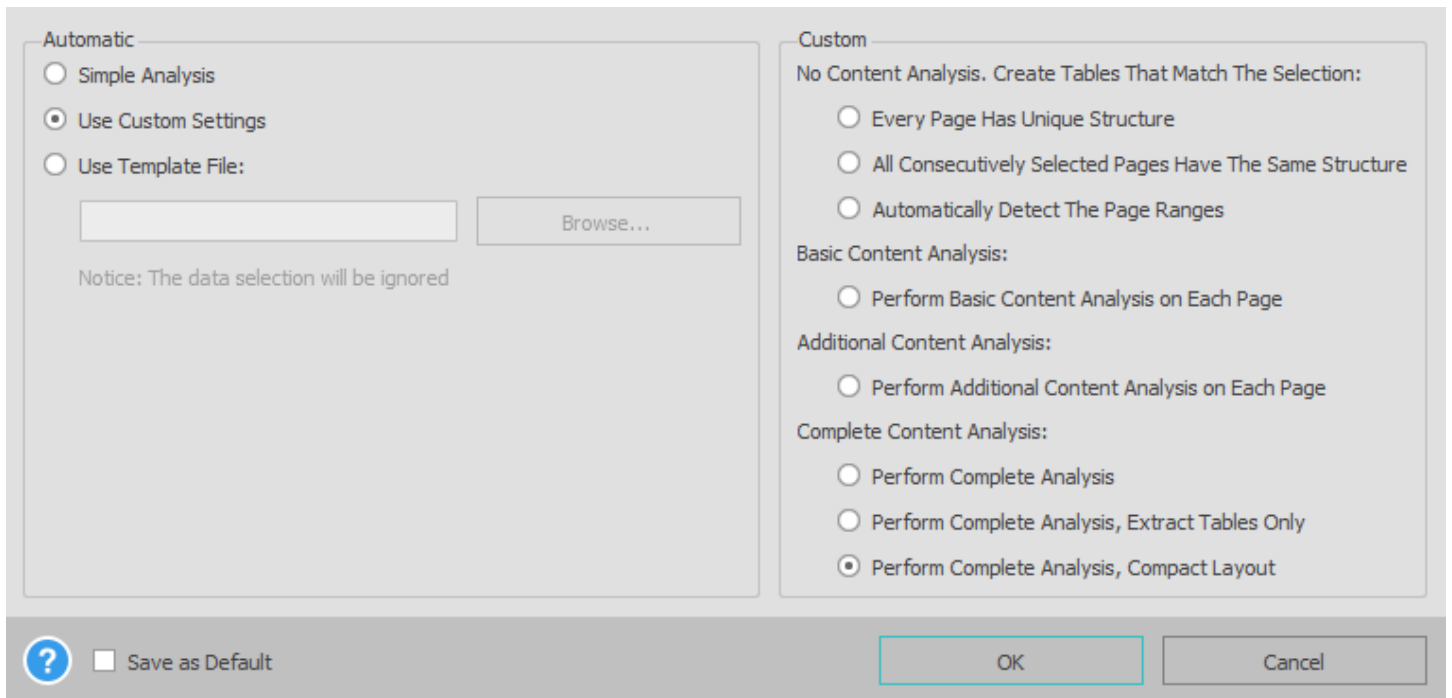 Automatic
Simple Analysis
Use Custom Settings
Use Template File:
Browse...
Notice: The data selection will be ignored
Custom
No Content Analysis. Create Tables That Match The Selection:
Every Page Has Unique Structure
All Consecutively Selected Pages Have The Same Structure
Automatically Detect The Page Ranges
Basic Content Analysis:
Perform Basic Content Analysis on Each Page
Additional Content Analysis:
Perform Additional Content Analysis on Each Page
Complete Content Analysis:
Perform Complete Analysis
Perform Complete Analysis, Extract Tables Only
Perform Complete Analysis, Compact Layout
?
Save as Default
OK
Cancel